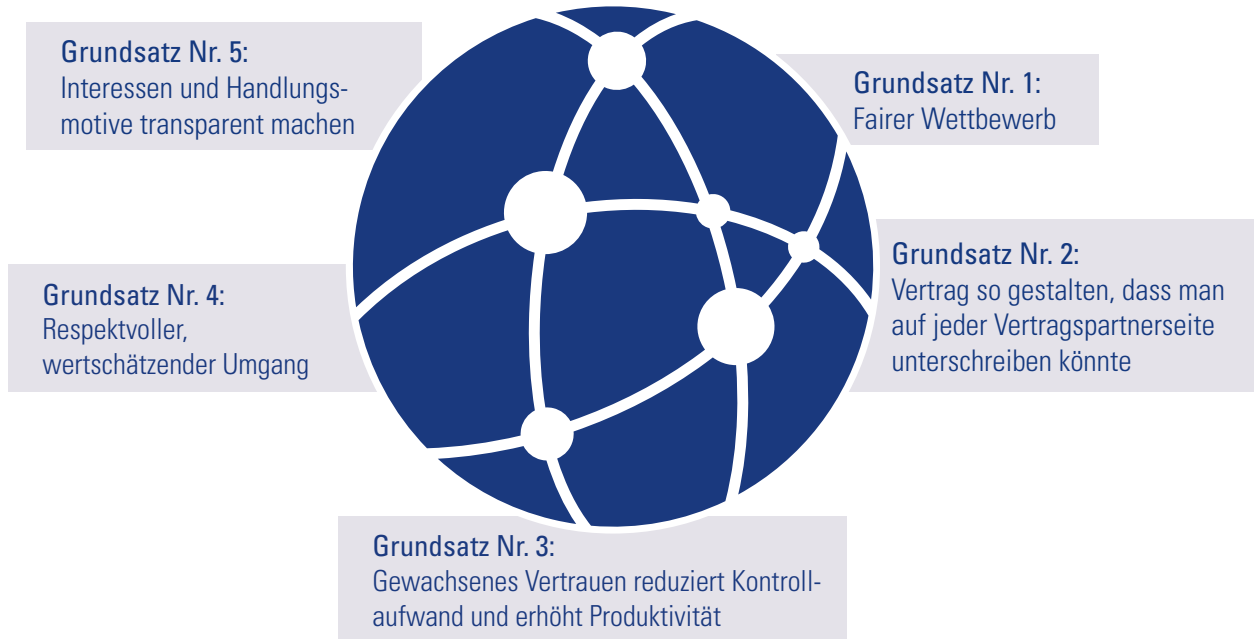 Grundsatz Nr. 5:
Interessen und Handlungs-
motive transparent machen
Grundsatz Nr. 1:
Fairer Wettbewerb
Grundsatz Nr. 2:
Vertrag so gestalten, dass man
auf jeder Vertragspartnerseite
unterschreiben könnte
Grundsatz Nr. 4:
Respektvoller,
wertschätzender Umgang
Grundsatz Nr. 3:
Gewachsenes Vertrauen reduziert Kontroll-
aufwand und erhöht Produktivität